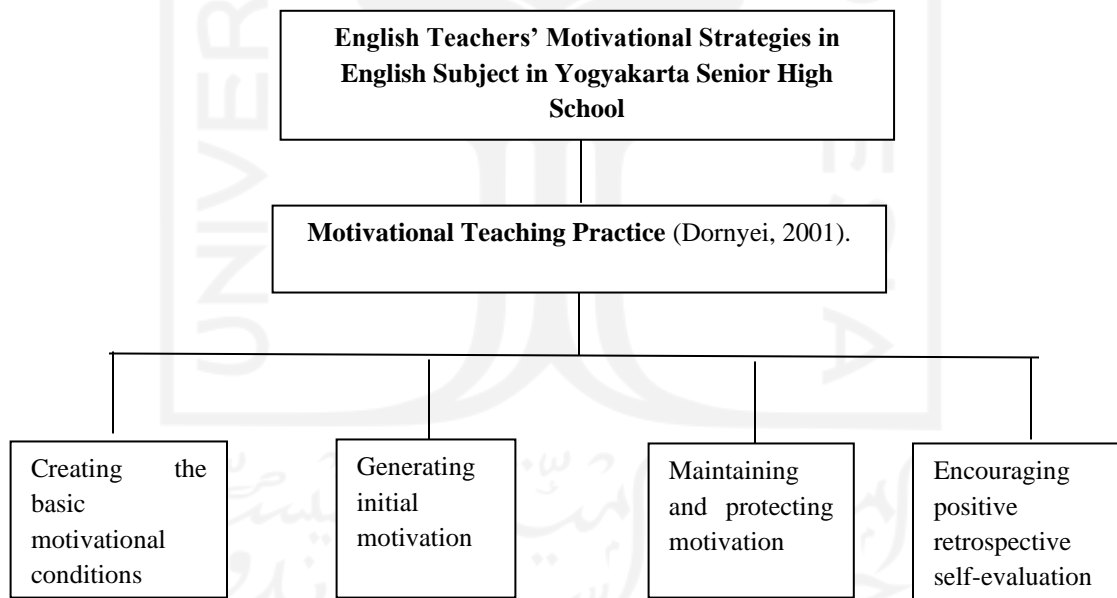 English Teachers’ Motivational Strategies in
English Subject in Yogyakarta Senior High
School
Motivational Teaching Practice (Dornyei, 2001).
Creating the
basic
motivational
conditions
Generating
initial
motivation
Maintaining
and protecting
motivation
Encouraging
positive
retrospective
self-evaluation